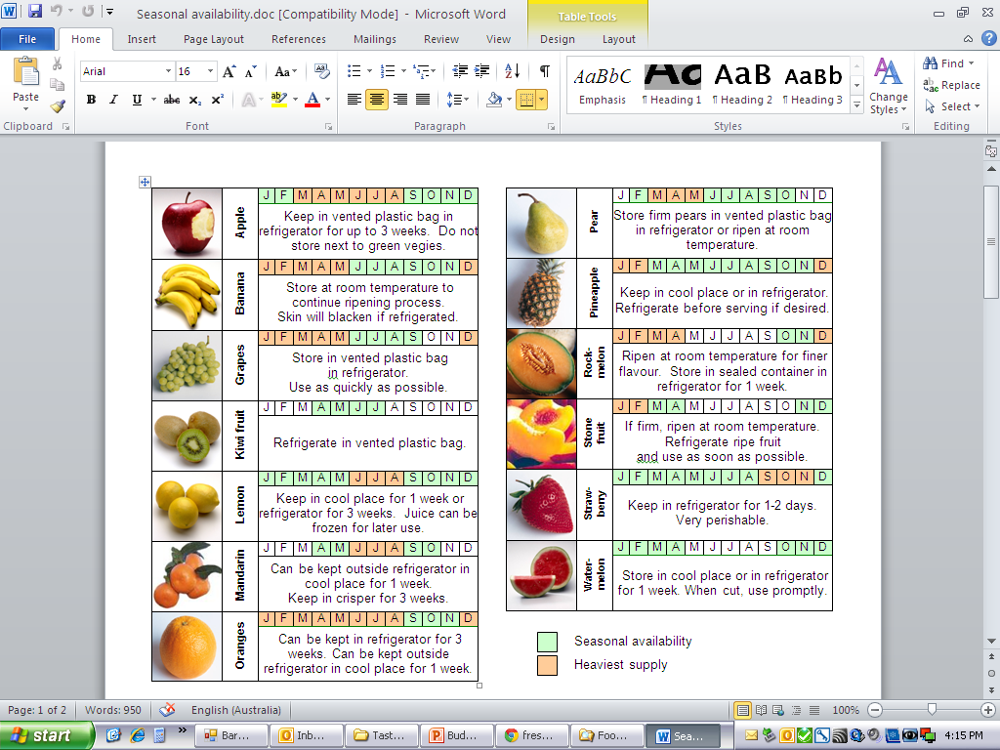 Seasonal availability.doc [Compatibility Mode] - Microsoft Word
Table Tools
File Home Insert Page Layout References Mailings Review View Design Layout
Paste
Clipboard
Arial 16
Font
Paragraph
AaBbC AaC AaB AaBb
Emphasis ¶ Heading 1 ¶ Heading 2 ¶ Heading 3
Styles
Change Styles
Find
Replace
Select
Editing
Apple
J F M A M J J A S O N D
Keep in vented plastic bag in
refrigerator for up to 3 weeks. Do not
store next to green vegies.
Banana
J F M A M J J A S O N D
Store at room temperature to
continue ripening process.
Skin will blacken if refrigerated.
Grapes
J F M A M J J A S O N D
Store in vented plastic bag
in refrigerator.
Use as quickly as possible.
Kiwi fruit
J F M A M J J A S O N D
Refrigerate in vented plastic bag.
Lemon
J F M A M J J A S O N D
Keep in cool place for 1 week or
refrigerator for 3 weeks. Juice can be
frozen for later use.
Mandarin
J F M A M J J A S O N D
Can be kept outside refrigerator in
cool place for 1 week.
Keep in crisper for 3 weeks.
Oranges
J F M A M J J A S O N D
Can be kept in refrigerator for 3
weeks. Can be kept outside
refrigerator in cool place for 1 week.
Pear
J F M A M J J A S O N D
Store firm pears in vented plastic bag
in refrigerator or ripen at room
temperature.
Pineapple
J F M A M J J A S O N D
Keep in cool place or in refrigerator.
Refrigerate before serving if desired.
Rock-
melon
J F M A M J J A S O N D
Ripen at room temperature for finer
flavour. Store in sealed container in
refrigerator for 1 week.
Stone
fruit
J F M A M J J A S O N D
If firm, ripen at room temperature.
Refrigerate ripe fruit
and use as soon as possible.
Straw-
berry
J F M A M J J A S O N D
Keep in refrigerator for 1-2 days.
Very perishable.
Water-
melon
J F M A M J J A S O N D
Store in cool place or in refrigerator
for 1 week. When cut, use promptly.
Seasonal availability
Heaviest supply
Page: 1 of 2 Words: 950 English (Australia) 100%
start Bar... Inb... Tast... Bud... fres... Foo... Sea... 4:15 PM